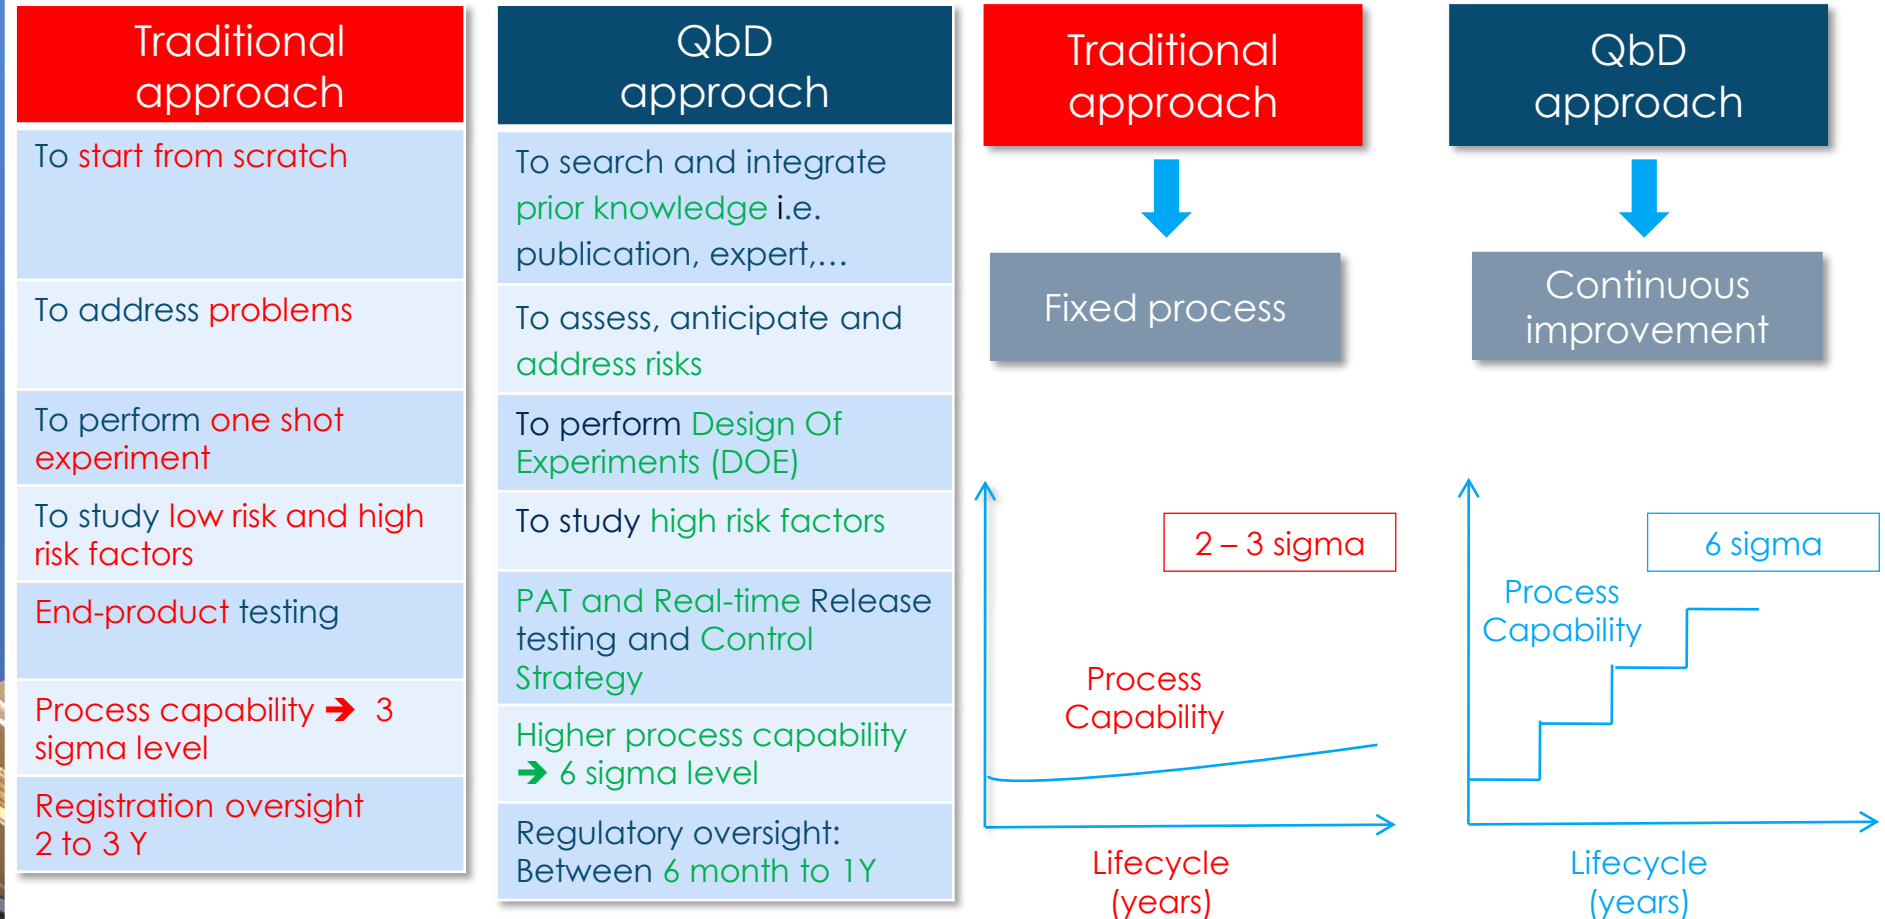 Traditional
approach
To start from scratch
To address problems
To perform one shot
experiment
To study low risk and high
risk factors
End-product testing
Process capability ➔ 3
sigma level
Registration oversight
2 to 3 Y
QbD
approach
To search and integrate
prior knowledge i.e.
publication, expert,…
To assess, anticipate and
address risks
To perform Design Of
Experiments (DOE)
To study high risk factors
PAT and Real-time Release
testing and Control
Strategy
Higher process capability
➔ 6 sigma level
Regulatory oversight:
Between 6 month to 1Y
Traditional
approach
Fixed process
2 – 3 sigma
Process
Capability
Lifecycle
(years)
QbD
approach
Continuous
improvement
6 sigma
Process
Capability
Lifecycle
(years)